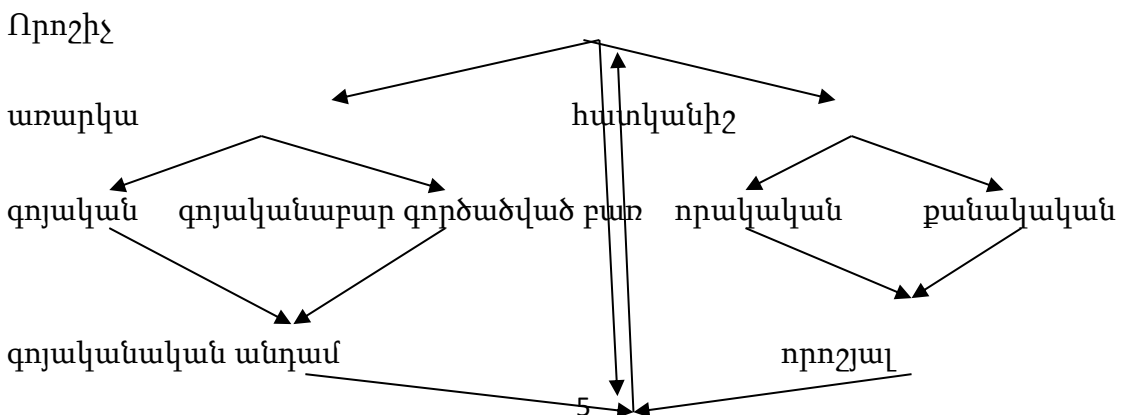 Որոշիչ
առարկա հատկանիշ
գոյական գոյականաբար գործածված բառ որակական քանակական
գոյականական անդամ որոշյալ
5